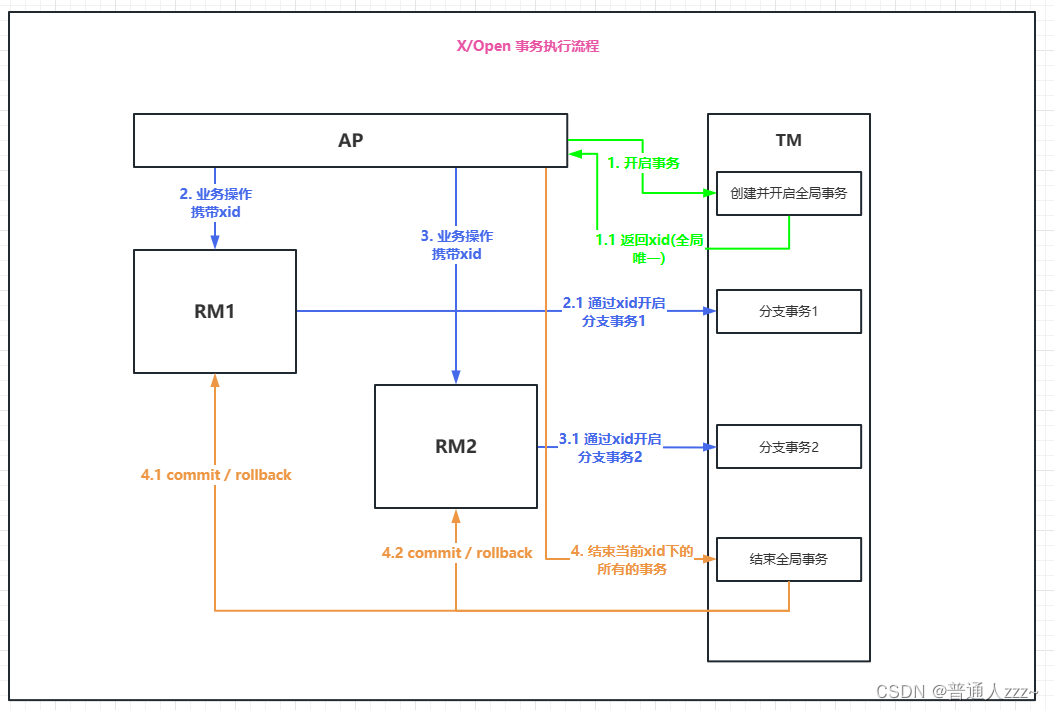 X/Open 事务执行流程
AP
TM
1. 开启事务
创建并开启全局事务
2. 业务操作
携带xid
3. 业务操作
携带xid
1.1 返回xid(全局
唯一)
RM1
2.1 通过xid开启
分支事务1
分支事务1
RM2
3.1 通过xid开启
分支事务2
分支事务2
4.1 commit / rollback
4.2 commit / rollback
4. 结束当前xid下的
所有的事务
结束全局事务
CSDN @普通人zzz~